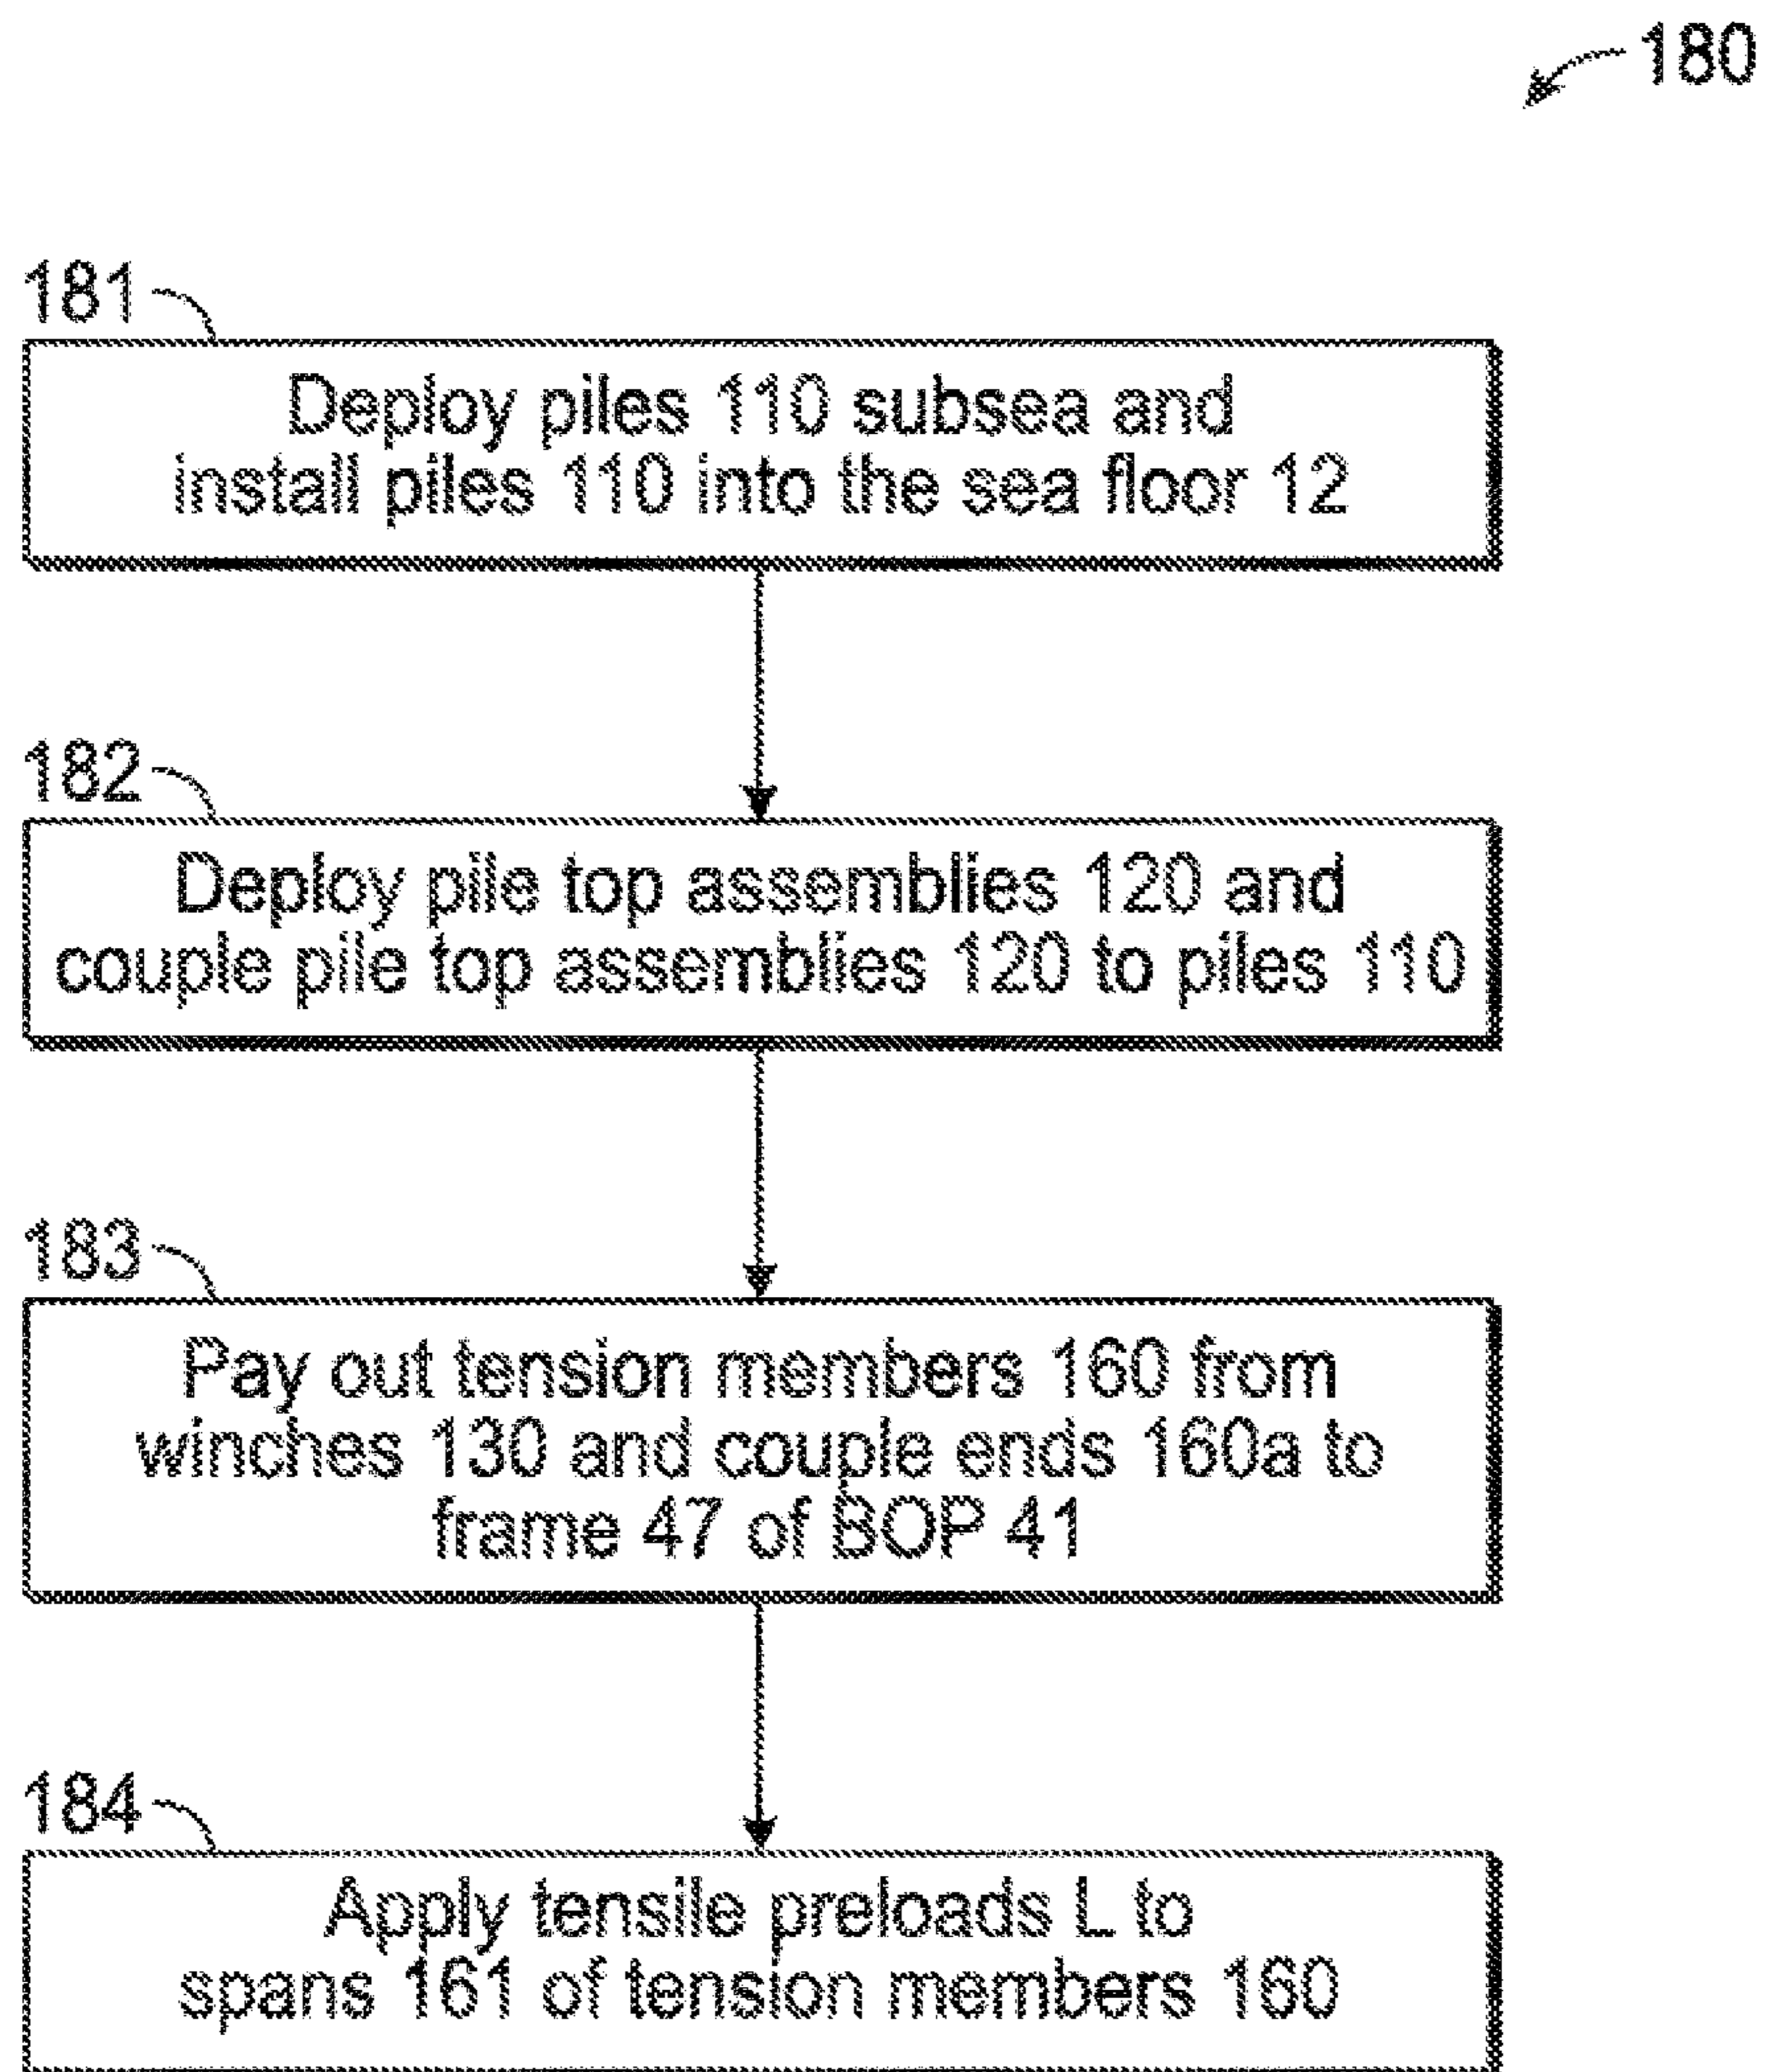 180
181
Deploy piles 110 subsea and
install piles 110 into the sea floor 12
182
Deploy pile top assemblies 120 and
couple pile top assemblies 120 to piles 110
183
Pay out tension members 160 from
winches 130 and couple ends 160a to
frame 47 of BOP 41
184
Apply tensile preloads L to
spans 161 of tension members 160